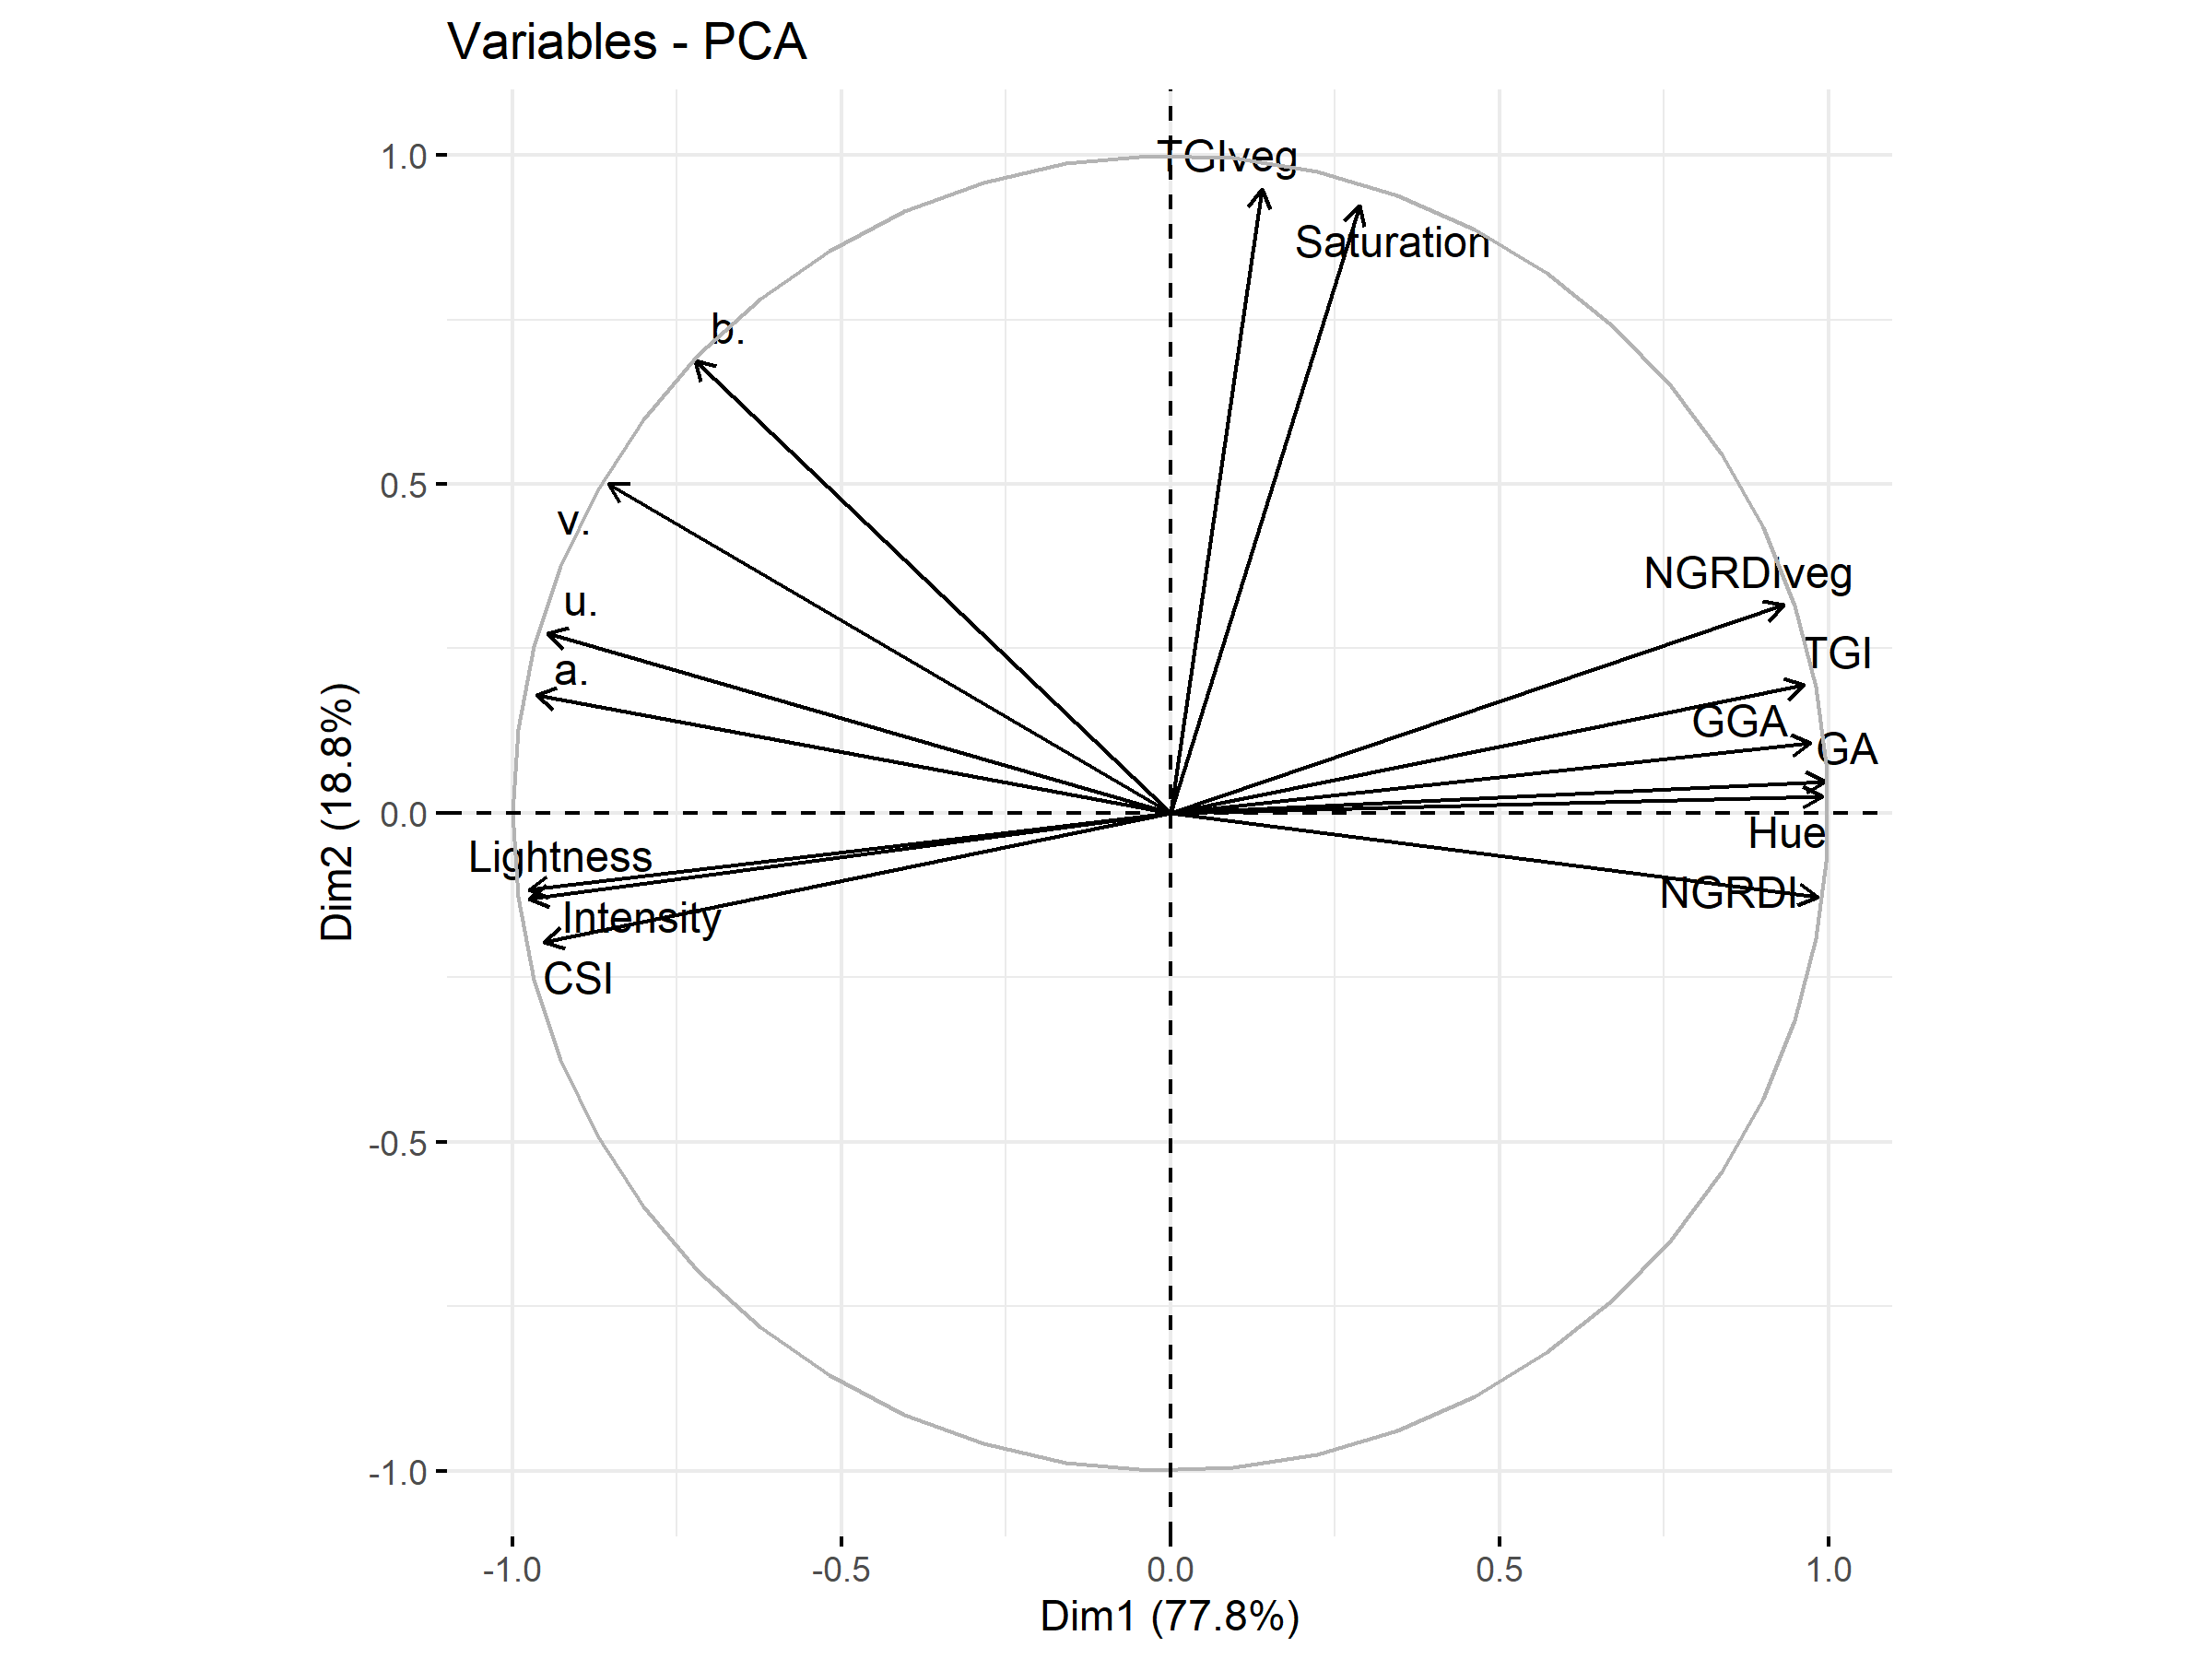 Variables - PCA
TGIveg
Saturation
b.
v.
u.
a.
NGRDIveg
TGI
GGA
GA
Hue
NGRDI
Lightness
Intensity
CSI
1.0
0.5
0.0
-0.5
-1.0
Dim2 (18.8%)
-1.0
-0.5
0.0
0.5
1.0
Dim1 (77.8%)